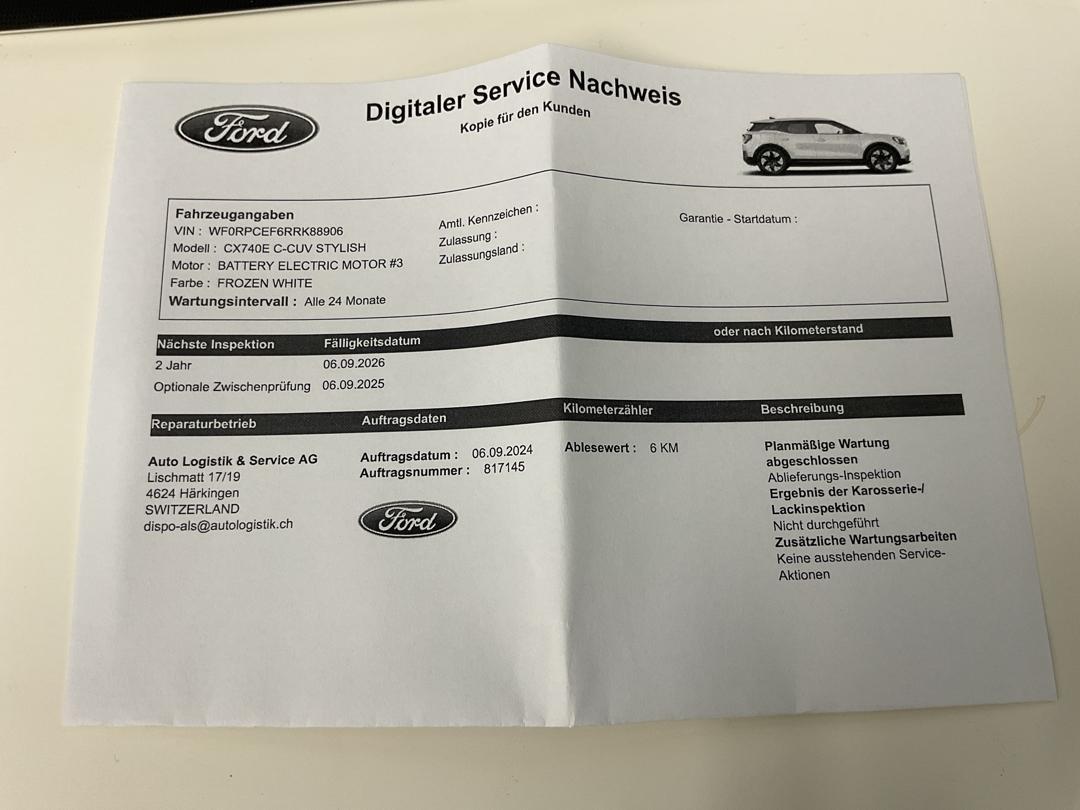 Ford
Digitaler Service Nachweis
Kopie für den Kunden
Fahrzeugangaben
VIN : WF0RPCEF6RRK88906
Modell : CX740E C-CUV STYLISH
Motor : BATTERY ELECTRIC MOTOR #3
Farbe : FROZEN WHITE
Wartungsintervall : Alle 24 Monate
Amtl. Kennzeichen :
Zulassung :
Zulassungsland :
Garantie - Startdatum :
Nächste Inspektion Fälligkeitsdatum oder nach Kilometerstand
2 Jahr 06.09.2026
Optionale Zwischenprüfung 06.09.2025
Reparaturbetrieb Auftragsdaten Kilometerzähler Beschreibung
Auto Logistik & Service AG
Lischmatt 17/19
4624 Härkingen
SWITZERLAND
dispo-als@autologistik.ch
Auftragsdatum : 06.09.2024
Auftragsnummer : 817145
Ford
Ablesewert : 6 KM
Planmäßige Wartung
abgeschlossen
Ablieferungs-Inspektion
Ergebnis der Karosserie-/
Lackinspektion
Nicht durchgeführt
Zusätzliche Wartungsarbeiten
Keine ausstehenden Service-
Aktionen